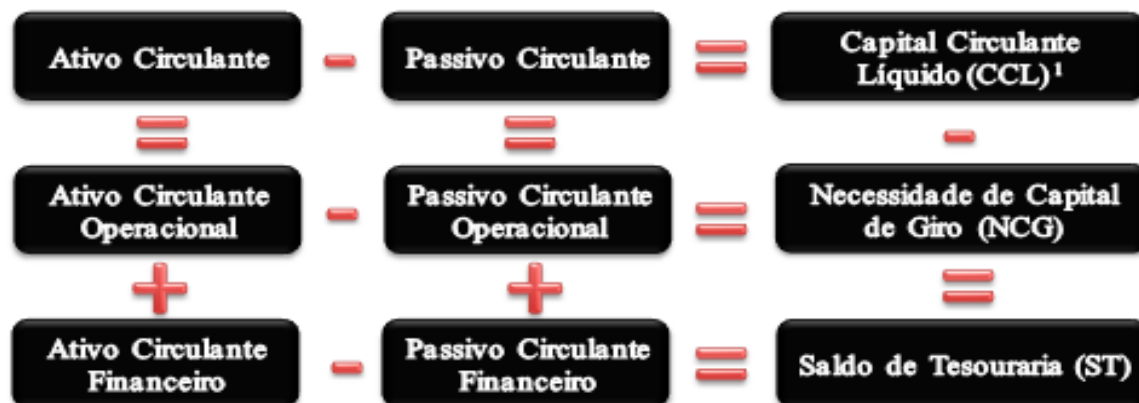 Ativo Circulante - Passivo Circulante = Capital Circulante
Líquido (CCL)¹
= = -
Ativo Circulante
Operacional - Passivo Circulante
Operacional = Necessidade de Capital
de Giro (NCG)
+ + =
Ativo Circulante
Financeiro - Passivo Circulante
Financeiro = Saldo de Tesouraria (ST)